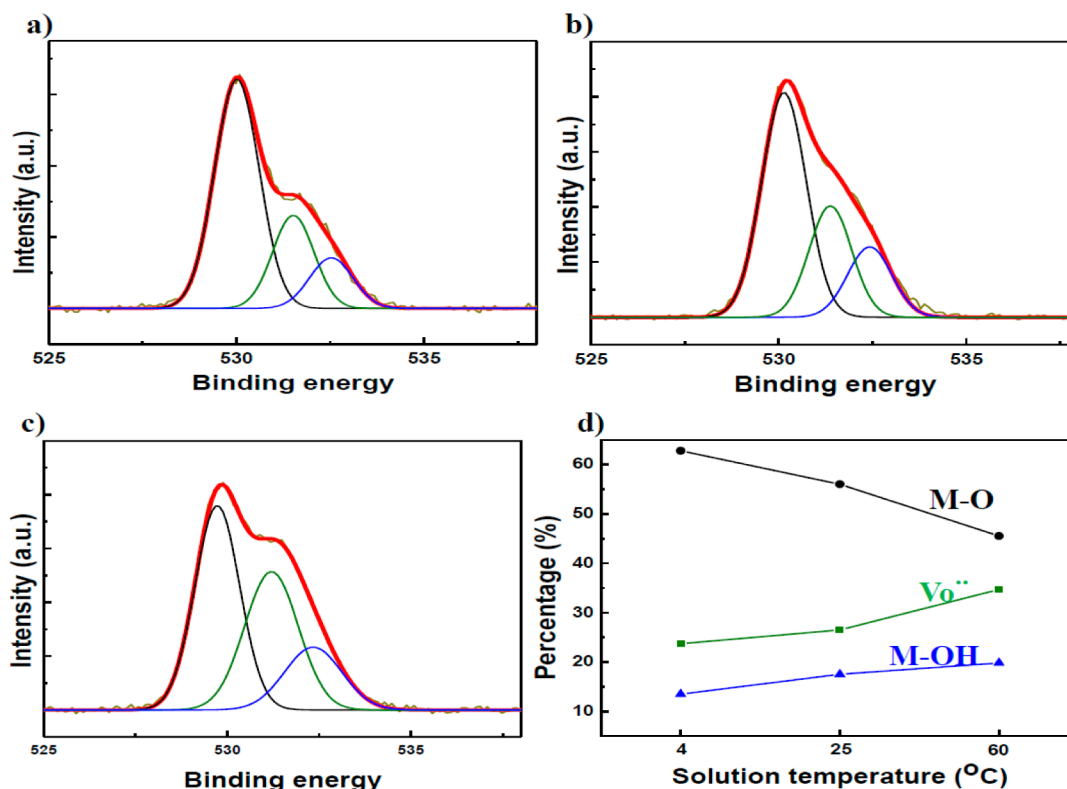 a)
Intensity (a.u.)
525 530 535
Binding energy
b)
Intensity (a.u.)
525 530 535
Binding energy
c)
Intensity (a.u.)
525 530 535
Binding energy
d)
Percentage (%)
60
50
40
30
20
10
M-O
Vo¨
M-OH
4 25 60
Solution temperature (⁰C)